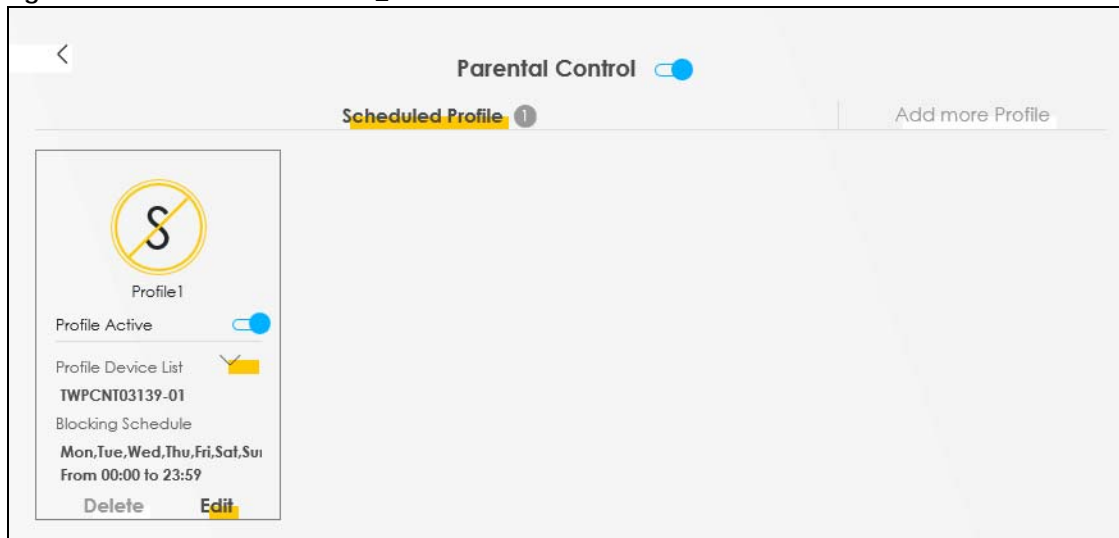 Parental Control
Scheduled Profile 1
Add more Profile
S
Profile1
Profile Active
Profile Device List
TWPCNT03139-01
Blocking Schedule
Mon,Tue,Wed,Thu,Fri,Sat,Sun
From 00:00 to 23:59
Delete Edit